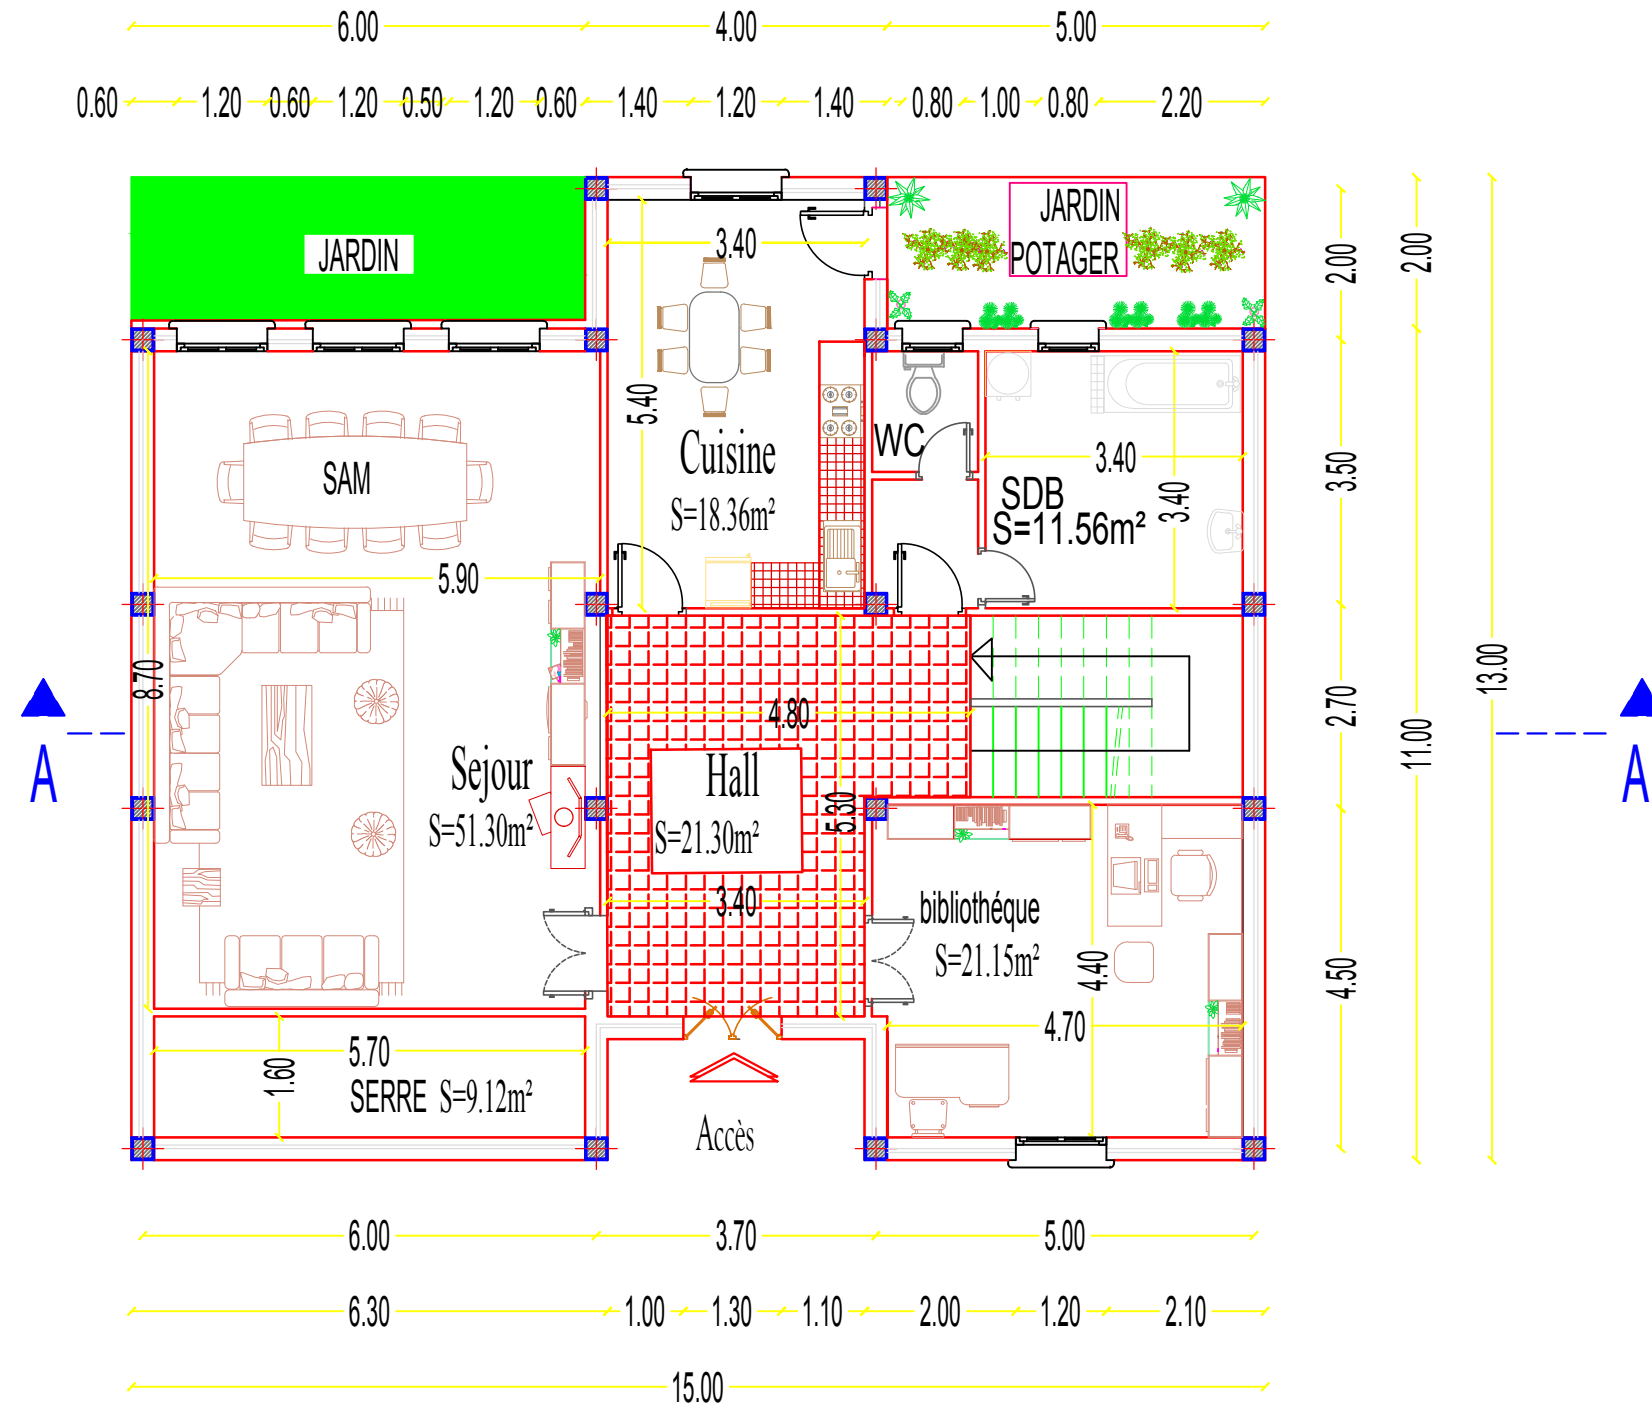 6.00 4.00 5.00
0.60 1.20 0.60 1.20 0.50 1.20 0.60 1.40 1.20 1.40 0.80 1.00 0.80 2.20
JARDIN
JARDIN
POTAGER
3.40
2.00
2.00
5.40
Cuisine
S=18.36m²
WC
SAM
3.40
SDB
S=11.56m²
3.40
3.50
5.90
8.70
4.80
2.70
13.00
11.00
A
A
Sejour
S=51.30m²
Hall
S=21.30m²
5.30
3.40
bibliothéque
S=21.15m²
4.40
4.50
4.70
5.70
1.60
SERRE S=9.12m²
Accès
6.00 3.70 5.00
6.30 1.00 1.30 1.10 2.00 1.20 2.10
15.00